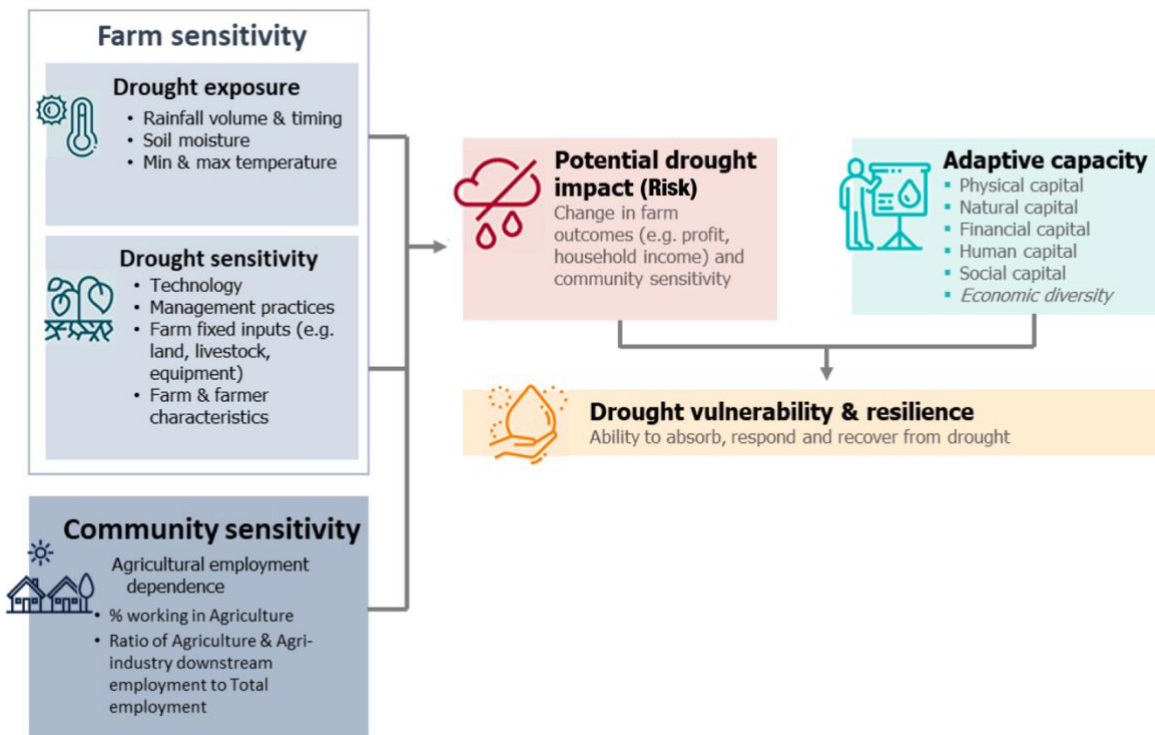 Farm sensitivity
Drought exposure
• Rainfall volume & timing
• Soil moisture
• Min & max temperature
Drought sensitivity
• Technology
• Management practices
• Farm fixed inputs (e.g.
land, livestock,
equipment)
• Farm & farmer
characteristics
Community sensitivity
Agricultural employment
dependence
• % working in Agriculture
• Ratio of Agriculture & Agri-
industry downstream
employment to Total
employment
Potential drought
impact (Risk)
Change in farm
outcomes (e.g. profit,
household income) and
community sensitivity
Adaptive capacity
▪ Physical capital
▪ Natural capital
▪ Financial capital
▪ Human capital
▪ Social capital
▪ Economic diversity
Drought vulnerability & resilience
Ability to absorb, respond and recover from drought